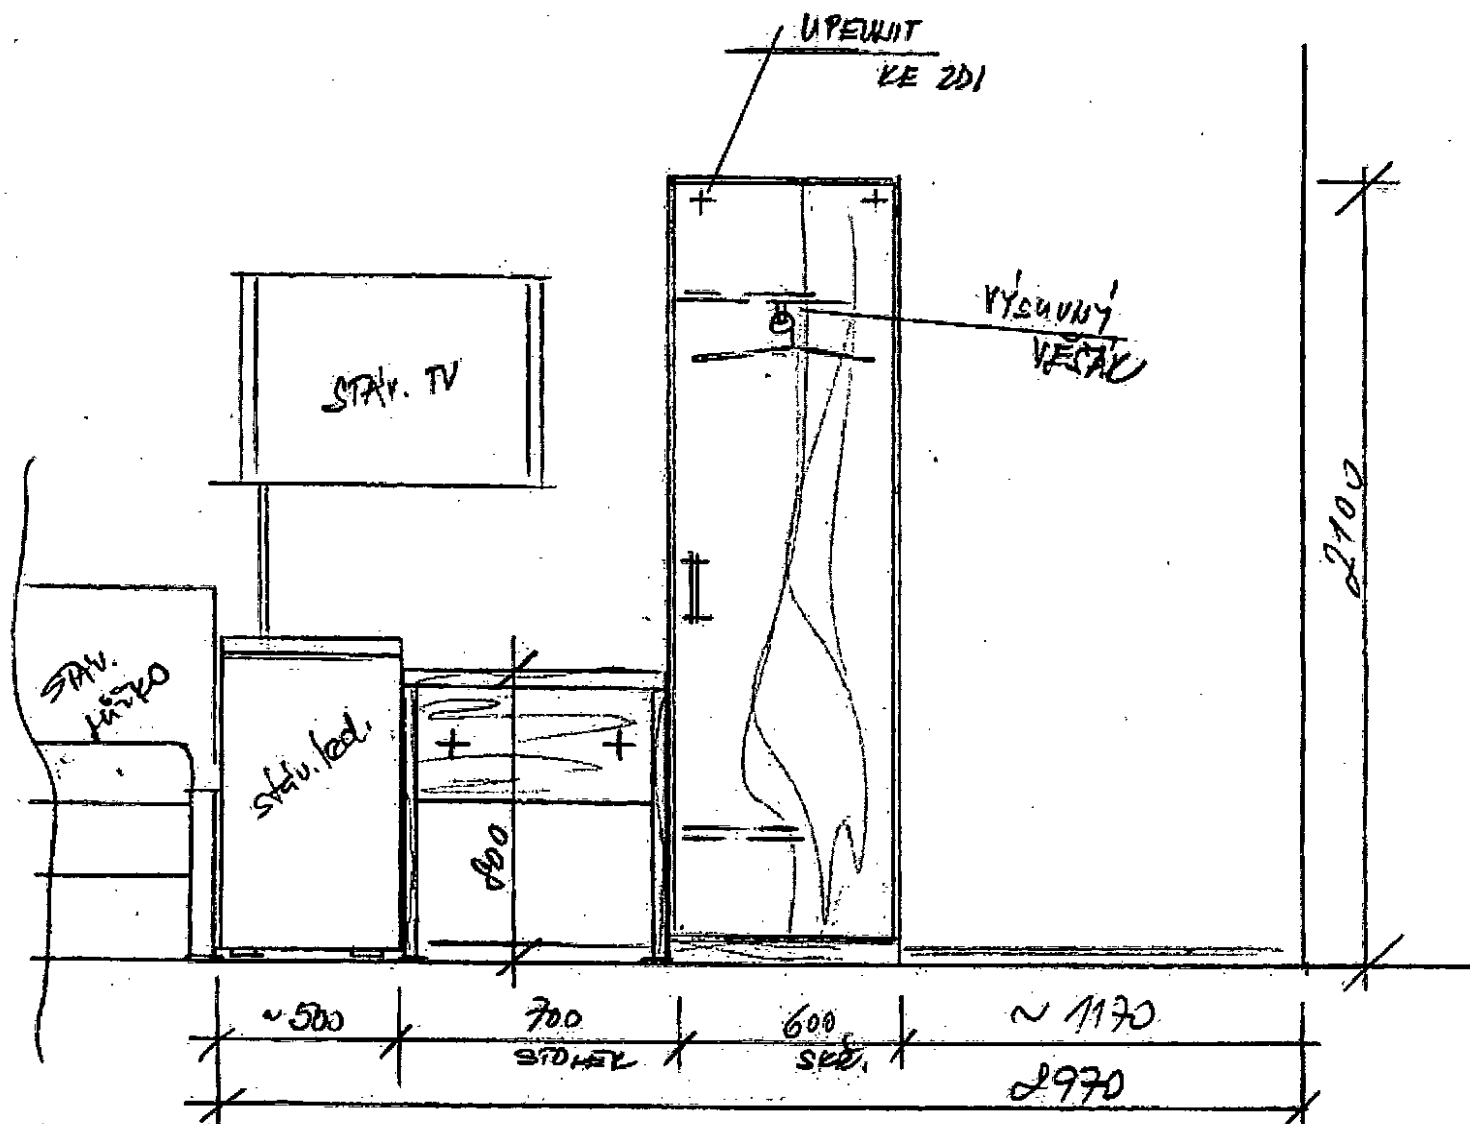 UPEVNIT
KE ZDI
VÝSUVNÝ
VĚŠÁK
STÁV. TV
2100
STÁV.
LŮŽKO
stáv. led.
800
~ 500
700
600
~ 1170
STOLEK
SKŘ.
2970